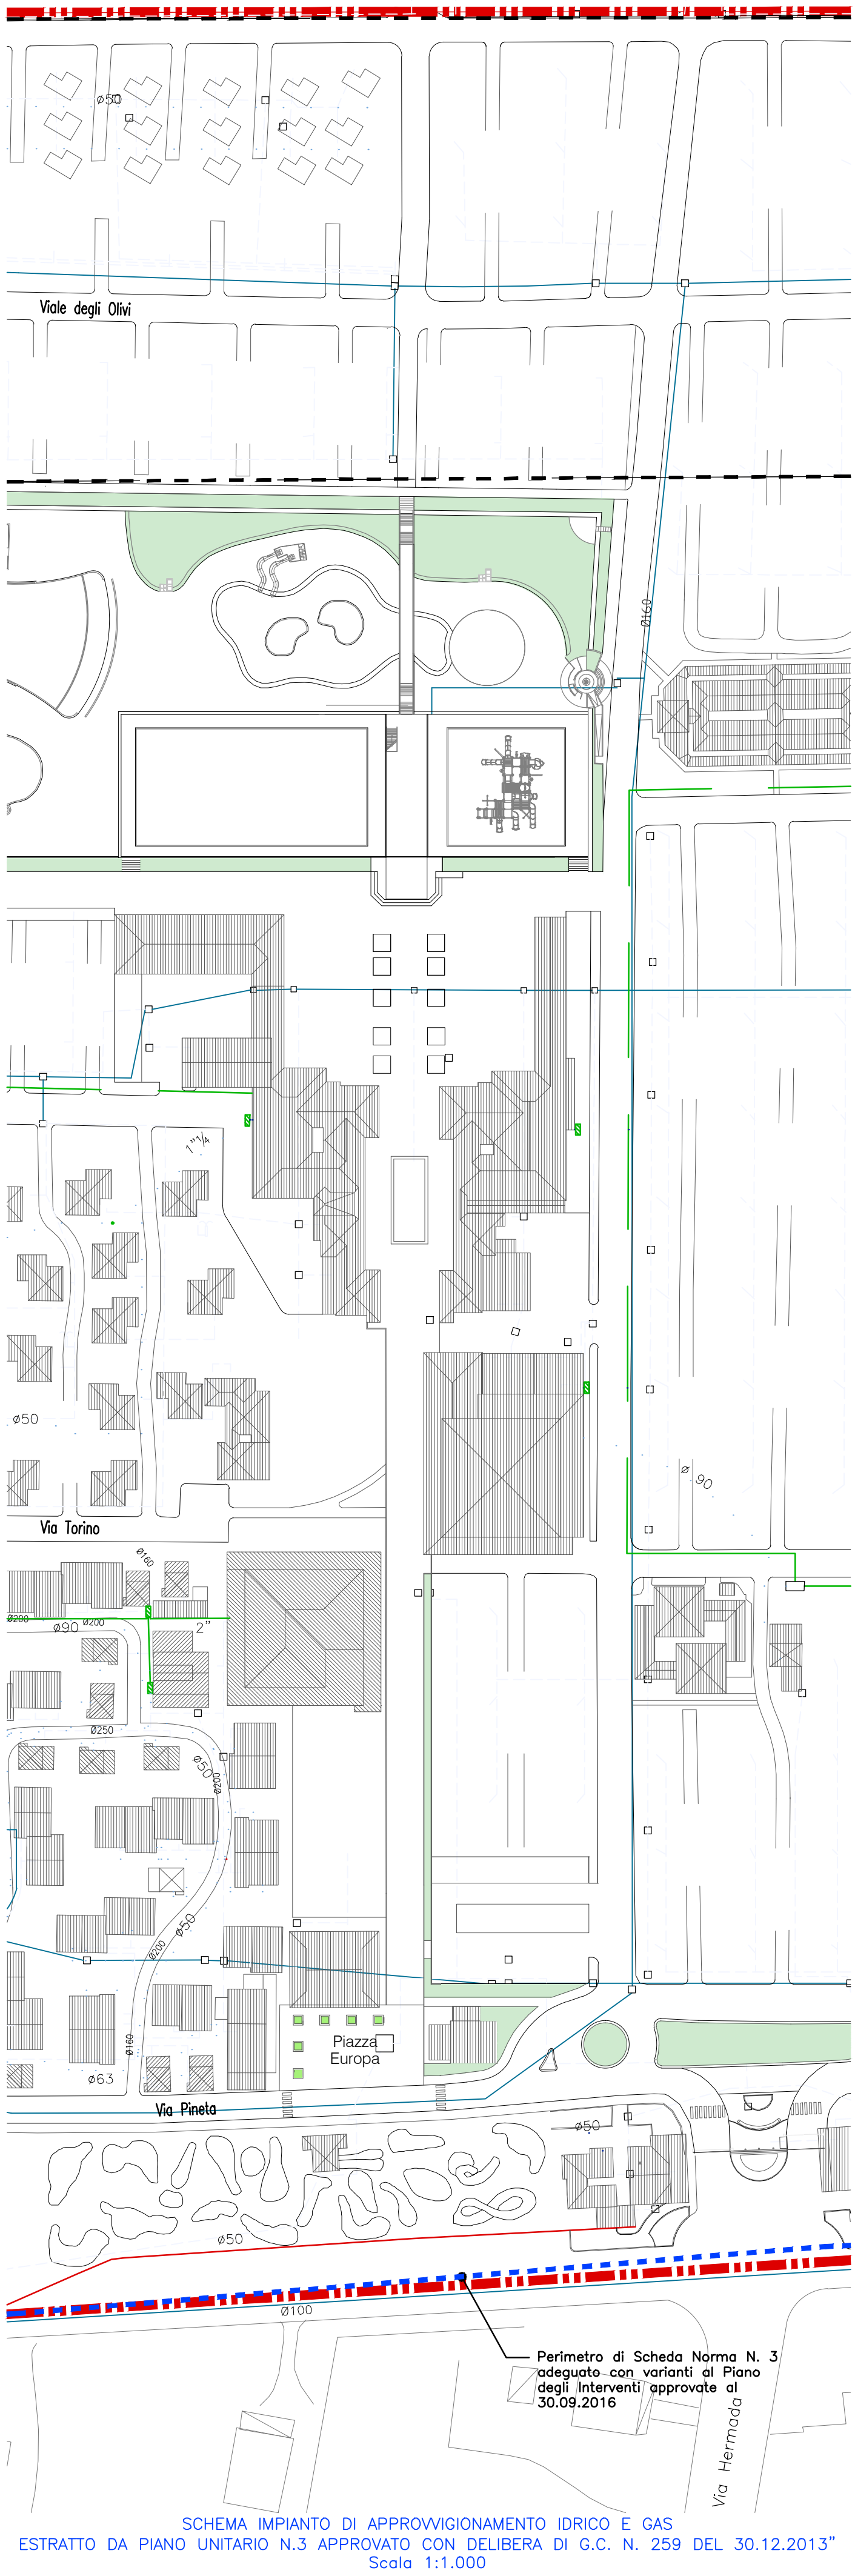 ø50
Viale degli Olivi
Ø160
1"1/4
ø50
ø 90
Via Torino
Ø160
Ø200
Ø200
ø90
2"
Ø250
ø50
Ø200
ø50
Ø200
Ø160
Piazza
Europa
ø63
Via Pineta
ø50
ø50
Ø100
Perimetro di Scheda Norma N. 3
adeguato con varianti al Piano
degli Interventi approvate al
30.09.2016
Via Hermada
SCHEMA IMPIANTO DI APPROVVIGIONAMENTO IDRICO E GAS
ESTRATTO DA PIANO UNITARIO N.3 APPROVATO CON DELIBERA DI G.C. N. 259 DEL 30.12.2013"
Scala 1:1.000